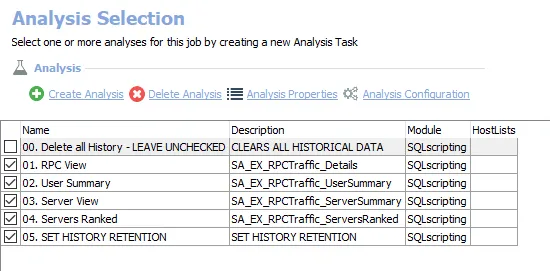 Analysis Selection
Select one or more analyses for this job by creating a new Analysis Task
Analysis
Create Analysis Delete Analysis Analysis Properties Analysis Configuration
Name Description Module HostLists
00. Delete all History - LEAVE UNCHECKED CLEARS ALL HISTORICAL DATA SQLscripting
01. RPC View SA_EX_RPCTraffic_Details SQLscripting
02. User Summary SA_EX_RPCTraffic_UserSummary SQLscripting
03. Server View SA_EX_RPCTraffic_ServerSummary SQLscripting
04. Servers Ranked SA_EX_RPCTraffic_ServersRanked SQLscripting
05. SET HISTORY RETENTION SET HISTORY RETENTION SQLscripting